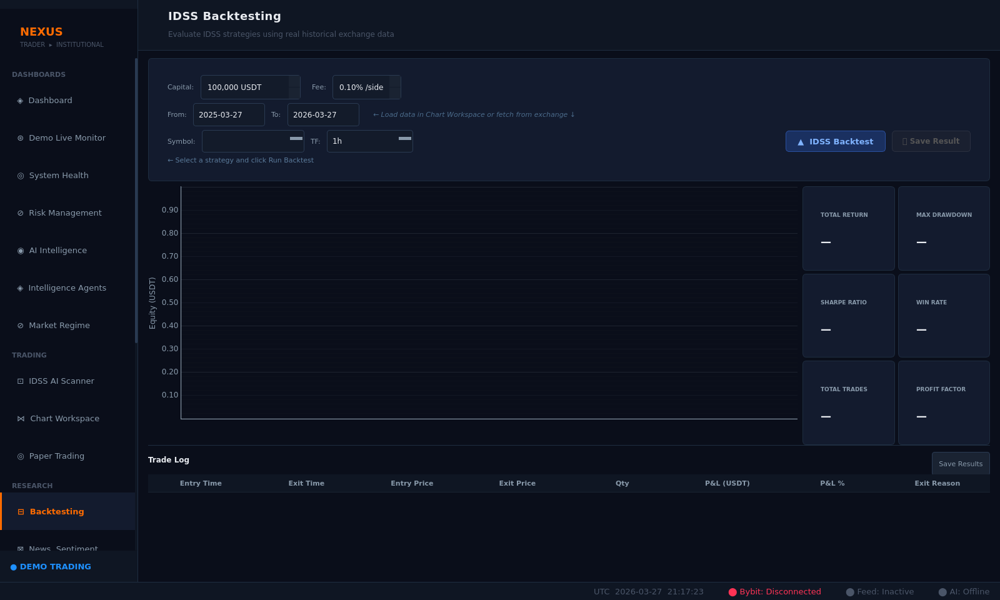 NEXUS
TRADER ▸ INSTITUTIONAL
DASHBOARDS
◈ Dashboard
⊛ Demo Live Monitor
◎ System Health
⊘ Risk Management
◉ AI Intelligence
◈ Intelligence Agents
⊘ Market Regime
TRADING
⊡ IDSS AI Scanner
⋈ Chart Workspace
◎ Paper Trading
RESEARCH
⊟ Backtesting
⊠ News Sentiment
● DEMO TRADING
IDSS Backtesting
Evaluate IDSS strategies using real historical exchange data
Capital: 100,000 USDT Fee: 0.10% /side
From: 2025-03-27 To: 2026-03-27 ← Load data in Chart Workspace or fetch from exchange ↓
Symbol: TF: 1h ▲ IDSS Backtest Save Result
← Select a strategy and click Run Backtest
Equity (USDT)
0.90
0.80
0.70
0.60
0.50
0.40
0.30
0.20
0.10
TOTAL RETURN
—
MAX DRAWDOWN
—
SHARPE RATIO
—
WIN RATE
—
TOTAL TRADES
—
PROFIT FACTOR
—
Trade Log
Save Results
Entry Time Exit Time Entry Price Exit Price Qty P&L (USDT) P&L % Exit Reason
UTC 2026-03-27 21:17:23 ● Bybit: Disconnected ● Feed: Inactive ● AI: Offline